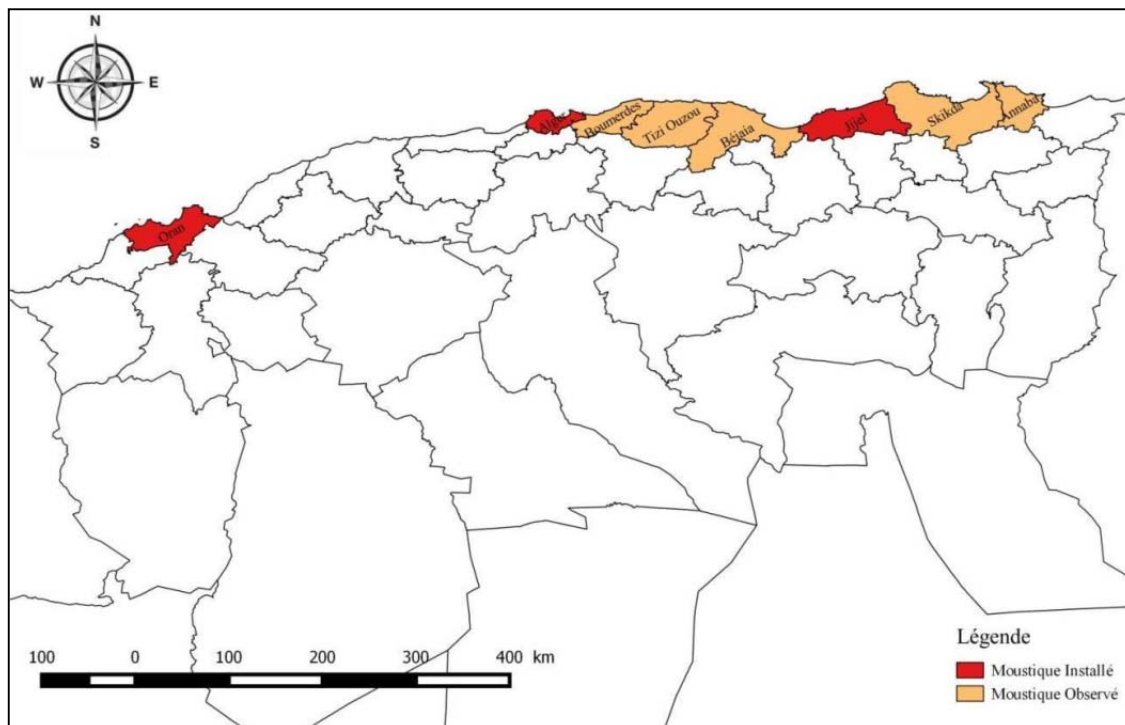 N
W E
S
Alger
Boumerdes
Tizi Ouzou
Béjaia
Jijel
Skikda
Annaba
Oran
100 0 100 200 300 400 km
Légende
Moustique Installé
Moustique Observé